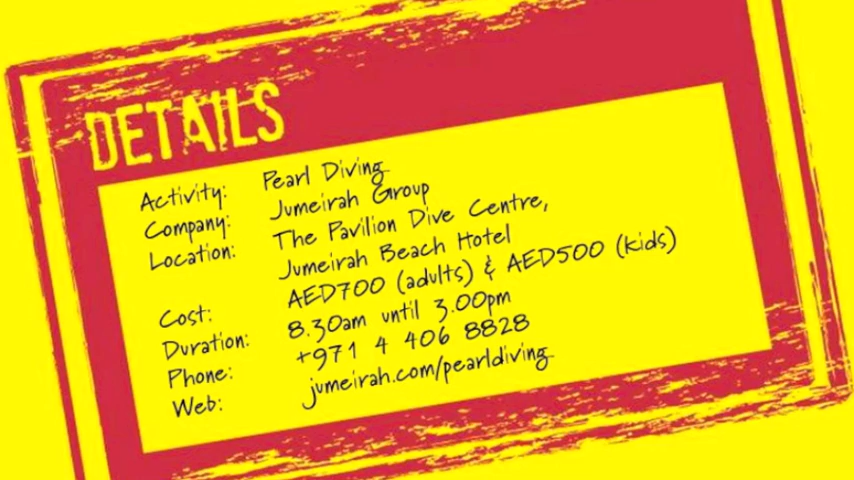 DETAILS
Activity: Pearl Diving
Company: Jumeirah Group
Location: The Pavilion Dive Centre,
Jumeirah Beach Hotel
Cost: AED700 (adults) & AED500 (kids)
Duration: 8.30am until 3.00pm
Phone: +971 4 406 8828
Web: jumeirah.com/pearldiving